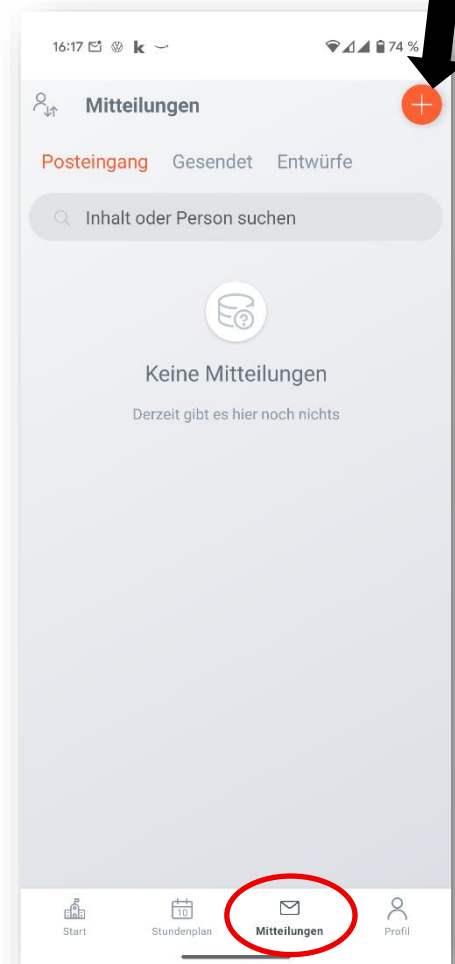 16:17 k 74 %
Mitteilungen
Posteingang Gesendet Entwürfe
Inhalt oder Person suchen
Keine Mitteilungen
Derzeit gibt es hier noch nichts
10
Start Stundenplan Mitteilungen Profil